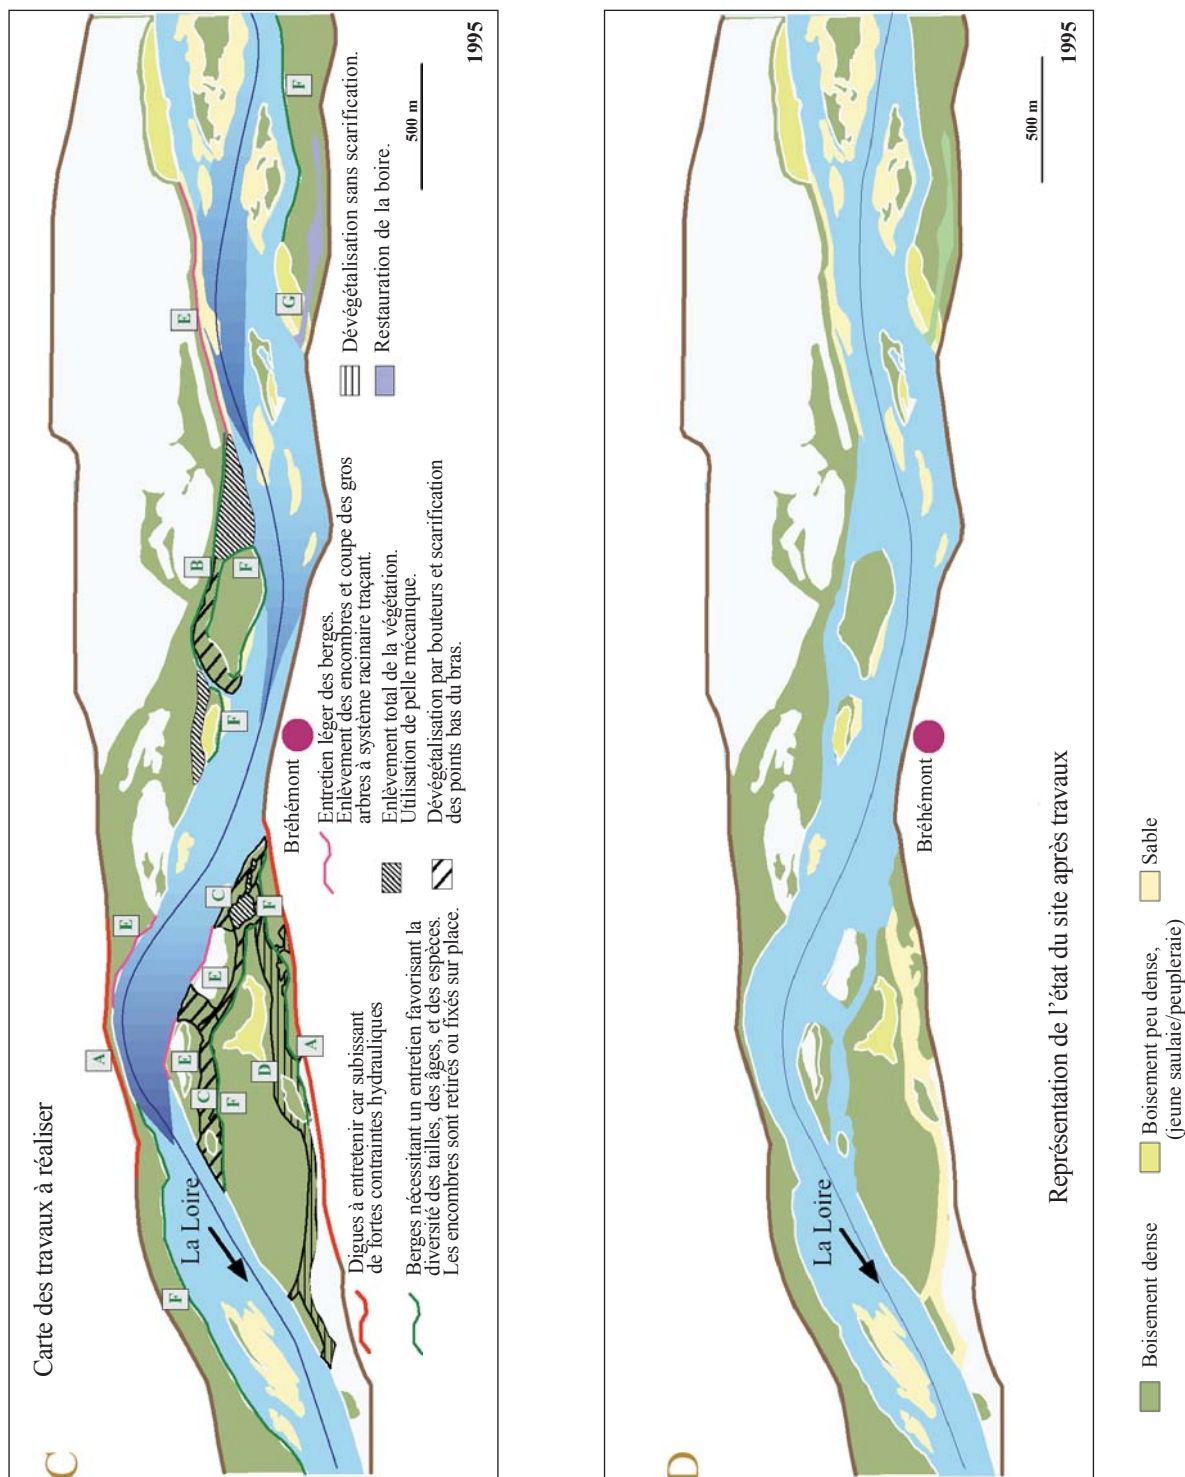 C
Carte des travaux à réaliser
1995
500 m
A
E
E
E
C
C
F
F
D
A
F
F
La Loire
B
F
F
E
G
F
Bréhémont
Digues à entretenir car subissant
de fortes contraintes hydrauliques
Berges nécessitant un entretien favorisant la
diversité des tailles, des âges, et des espèces.
Les encombres sont retirés ou fixés sur place.
Entretien léger des berges.
Enlèvement des encombres et coupe des gros
arbres à système racinaire traçant.
Enlèvement total de la végétation.
Utilisation de pelle mécanique.
Dévégétalisation par bouteurs et scarification
des points bas du bras.
Dévégétalisation sans scarification.
Restauration de la boire.
D
1995
500 m
La Loire
Bréhémont
Représentation de l'état du site après travaux
Boisement dense
Boisement peu dense,
(jeune saulaie/peupleraie)
Sable